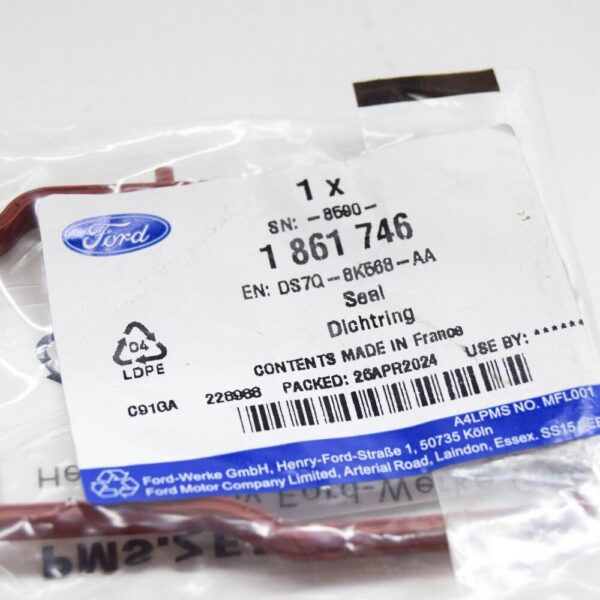 1 x
SN: -8590-
Ford
1 861 746
EN: DS7Q-8K568-AA
Seal
Dichtring
04
LDPE
CONTENTS MADE IN France
C91GA 228988 PACKED: 26APR2024 USE BY: ******
A4LPMS NO. MFL001
Ford-Werke GmbH, Henry-Ford-Straße 1, 50735 Köln
Ford Motor Company Limited, Arterial Road, Laindon, Essex. SS15